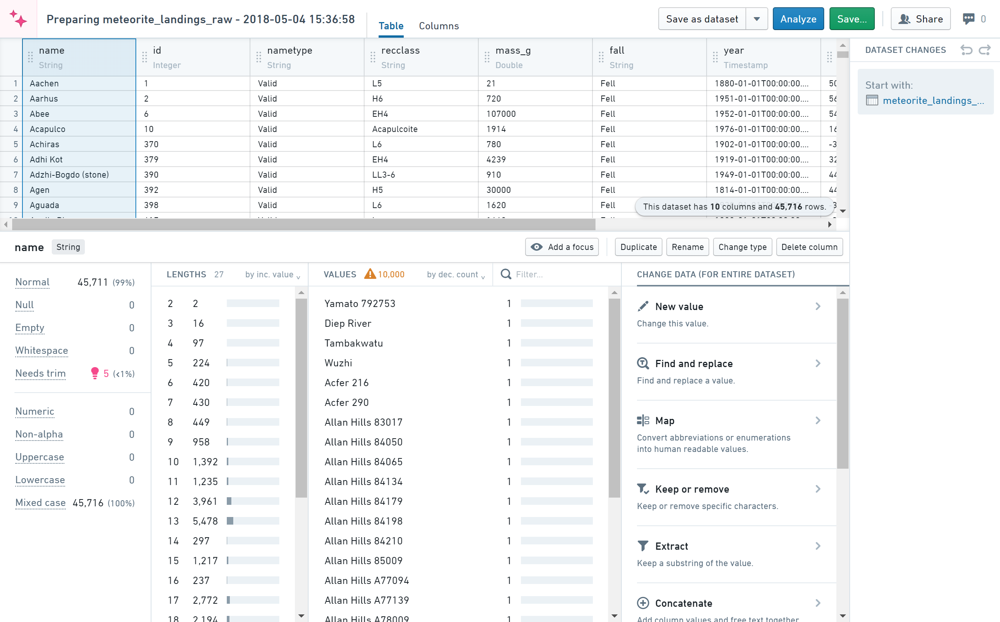 Preparing meteorite_landings_raw - 2018-05-04 15:36:58
Table Columns
Save as dataset Analyze Save... Share 0
name id nametype recclass mass_g fall year
String Integer String String Double String Timestamp
1 Aachen 1 Valid L5 21 Fell 1880-01-01T00:00:00....
2 Aarhus 2 Valid H6 720 Fell 1951-01-01T00:00:00....
3 Abee 6 Valid EH4 107000 Fell 1952-01-01T00:00:00....
4 Acapulco 10 Valid Acapulcoite 1914 Fell 1976-01-01T00:00:00....
5 Achiras 370 Valid L6 780 Fell 1902-01-01T00:00:00....
6 Adhi Kot 379 Valid EH4 4239 Fell 1919-01-01T00:00:00....
7 Adzhi-Bogdo (stone) 390 Valid LL3-6 910 Fell 1949-01-01T00:00:00....
8 Agen 392 Valid H5 30000 Fell 1814-01-01T00:00:00....
9 Aguada 398 Valid L6 1620 Fell
This dataset has 10 columns and 45,716 rows.
DATASET CHANGES
Start with:
meteorite_landings_...
name String
Add a focus Duplicate Rename Change type Delete column
Normal 45,711 (99%)
Null 0
Empty 0
Whitespace 0
Needs trim 5 (<1%)
Numeric 0
Non-alpha 0
Uppercase 0
Lowercase 0
Mixed case 45,716 (100%)
LENGTHS 27 by inc. value
2 2
3 16
4 97
5 224
6 420
7 430
8 449
9 958
10 1,392
11 1,235
12 3,961
13 5,478
14 297
15 1,217
16 237
17 2,772
18 2,194
VALUES 10,000 by dec. count Filter...
Yamato 792753 1
Diep River 1
Tambakwatu 1
Wuzhi 1
Acfer 216 1
Acfer 290 1
Allan Hills 83017 1
Allan Hills 84050 1
Allan Hills 84065 1
Allan Hills 84134 1
Allan Hills 84179 1
Allan Hills 84198 1
Allan Hills 84210 1
Allan Hills 85009 1
Allan Hills A77094 1
Allan Hills A77139 1
Allan Hills A78009 1
CHANGE DATA (FOR ENTIRE DATASET)
New value
Change this value.
Find and replace
Find and replace a value.
Map
Convert abbreviations or enumerations
into human readable values.
Keep or remove
Keep or remove specific characters.
Extract
Keep a substring of the value.
Concatenate
Add column values and free text together